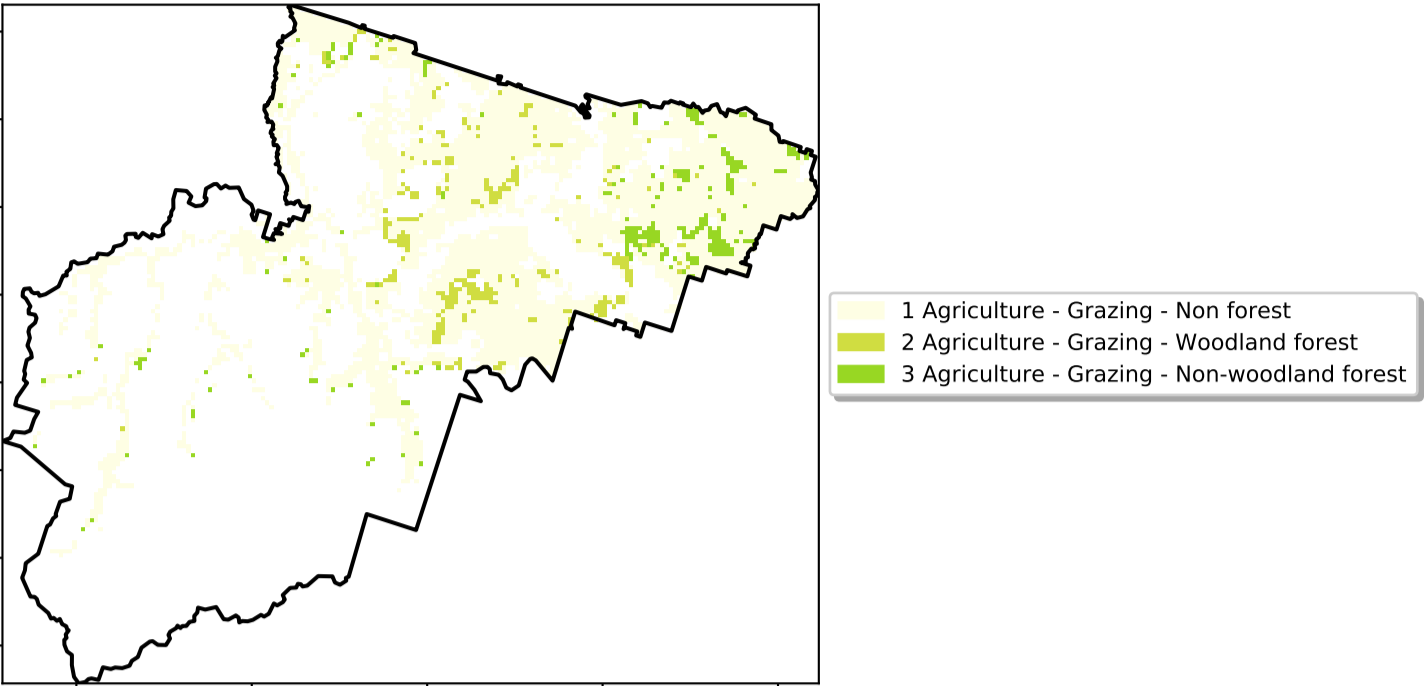 1 Agriculture - Grazing - Non forest
2 Agriculture - Grazing - Woodland forest
3 Agriculture - Grazing - Non-woodland forest